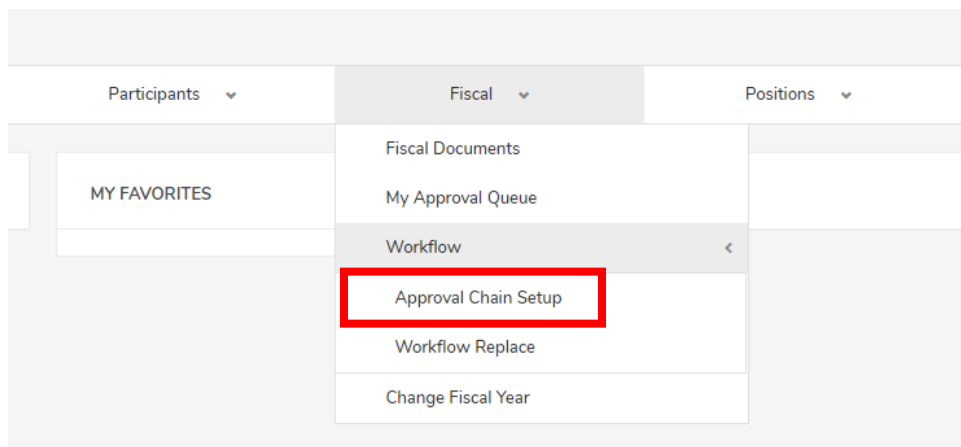 Participants
Fiscal
Positions
Fiscal Documents
MY FAVORITES
My Approval Queue
Workflow
Approval Chain Setup
Workflow Replace
Change Fiscal Year